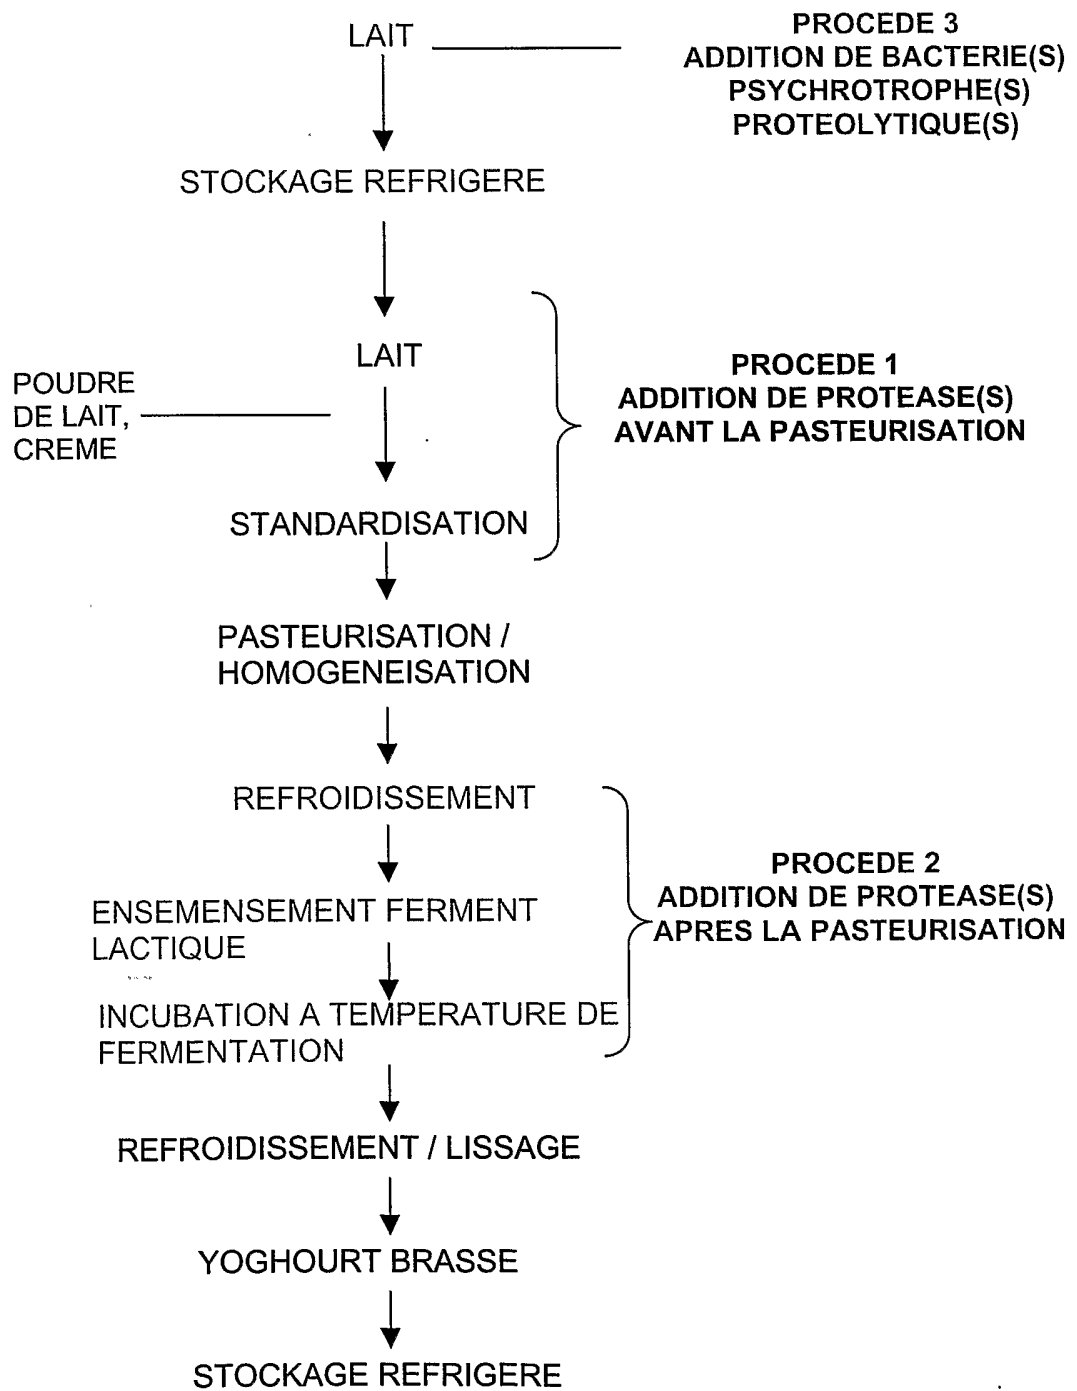 LAIT
PROCEDE 3
ADDITION DE BACTERIE(S)
PSYCHROTROPHE(S)
PROTEOLYTIQUE(S)
STOCKAGE REFRIGERE
LAIT
POUDRE
DE LAIT,
CREME
PROCEDE 1
ADDITION DE PROTEASE(S)
AVANT LA PASTEURISATION
STANDARDISATION
PASTEURISATION /
HOMOGENEISATION
REFROIDISSEMENT
PROCEDE 2
ADDITION DE PROTEASE(S)
APRES LA PASTEURISATION
ENSEMENSEMENT FERMENT
LACTIQUE
INCUBATION A TEMPERATURE DE
FERMENTATION
REFROIDISSEMENT / LISSAGE
YOGHOURT BRASSE
STOCKAGE REFRIGERE